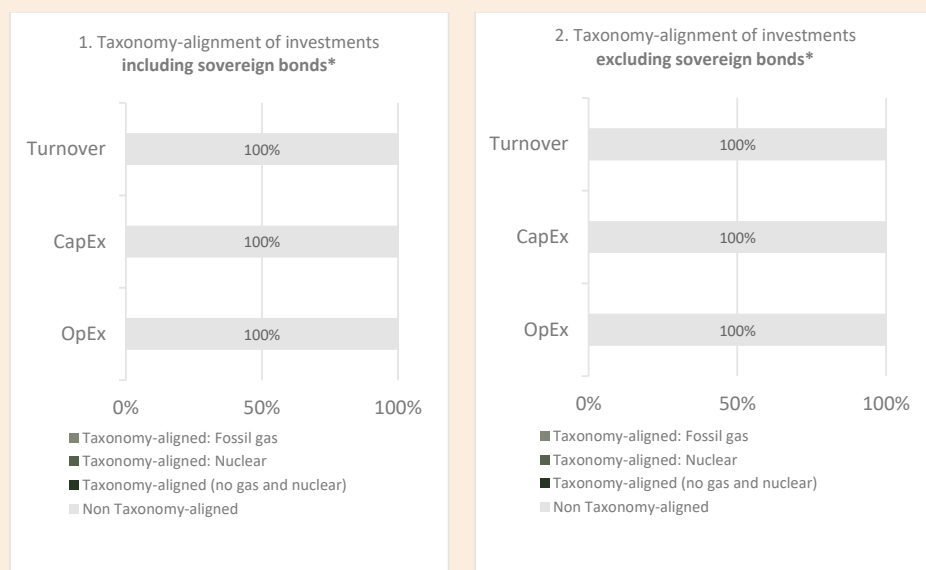 1. Taxonomy-alignment of investments
including sovereign bonds*
Turnover
100%
CapEx
100%
OpEx
100%
0%
50%
100%
Taxonomy-aligned: Fossil gas
Taxonomy-aligned: Nuclear
Taxonomy-aligned (no gas and nuclear)
Non Taxonomy-aligned
2. Taxonomy-alignment of investments
excluding sovereign bonds*
Turnover
100%
CapEx
100%
OpEx
100%
0%
50%
100%
Taxonomy-aligned: Fossil gas
Taxonomy-aligned: Nuclear
Taxonomy-aligned (no gas and nuclear)
Non Taxonomy-aligned